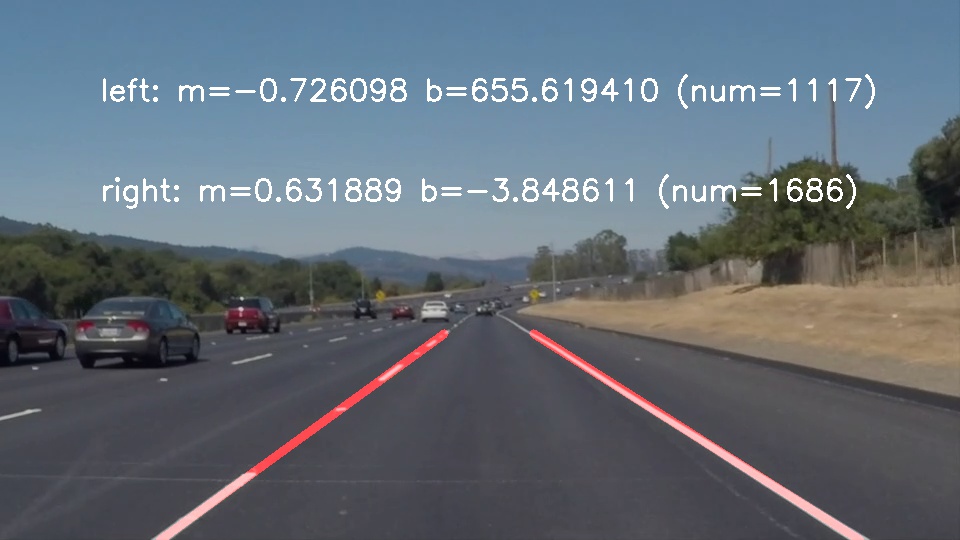 left: m=-0.726098 b=655.619410 (num=1117)
right: m=0.631889 b=-3.848611 (num=1686)